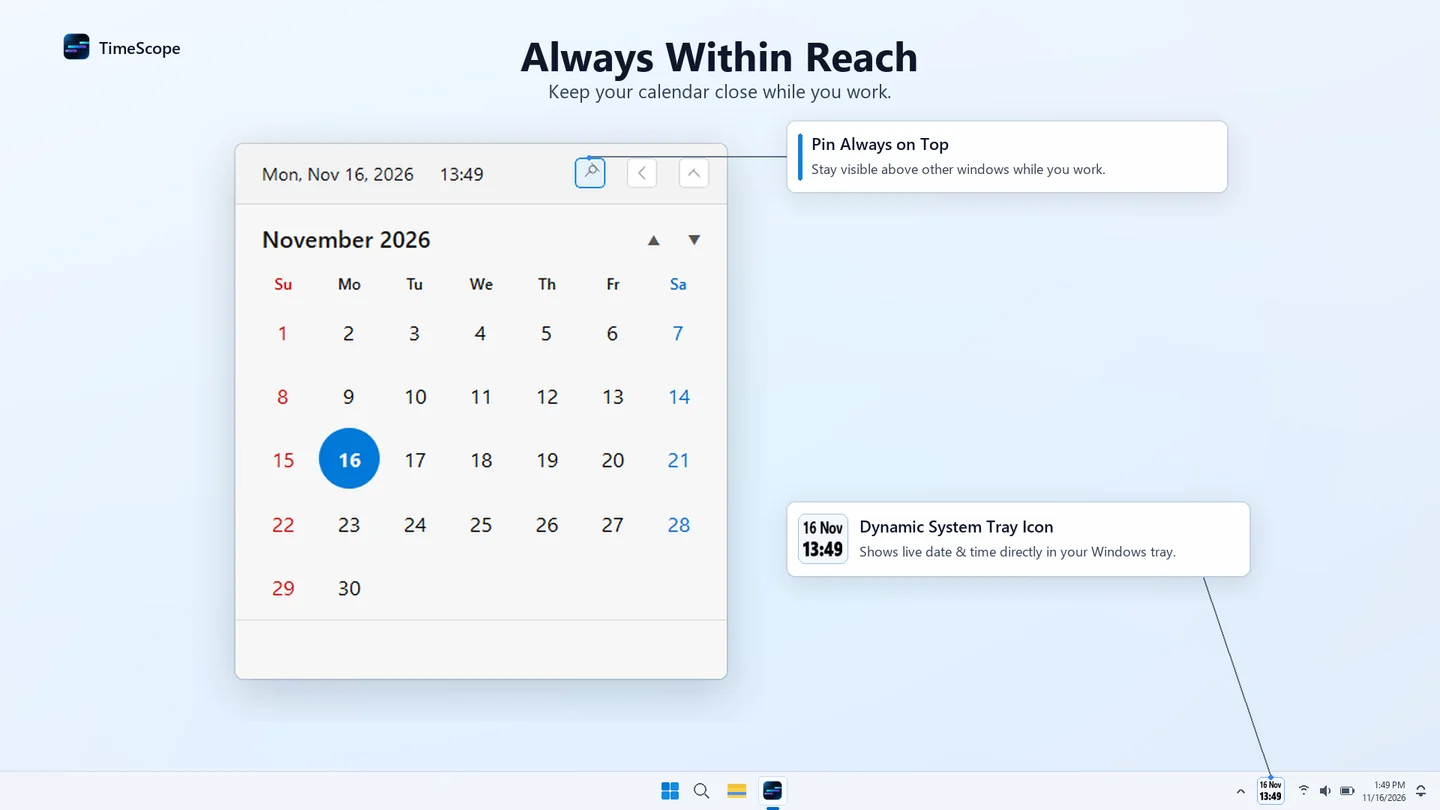 TimeScope
Always Within Reach
Keep your calendar close while you work.
Mon, Nov 16, 2026 13:49
Pin Always on Top
Stay visible above other windows while you work.
November 2026
Su Mo Tu We Th Fr Sa
1 2 3 4 5 6 7
8 9 10 11 12 13 14
15 16 17 18 19 20 21
22 23 24 25 26 27 28
29 30
16 Nov
13:49
Dynamic System Tray Icon
Shows live date & time directly in your Windows tray.
16 Nov
13:49
1:49 PM
11/16/2026